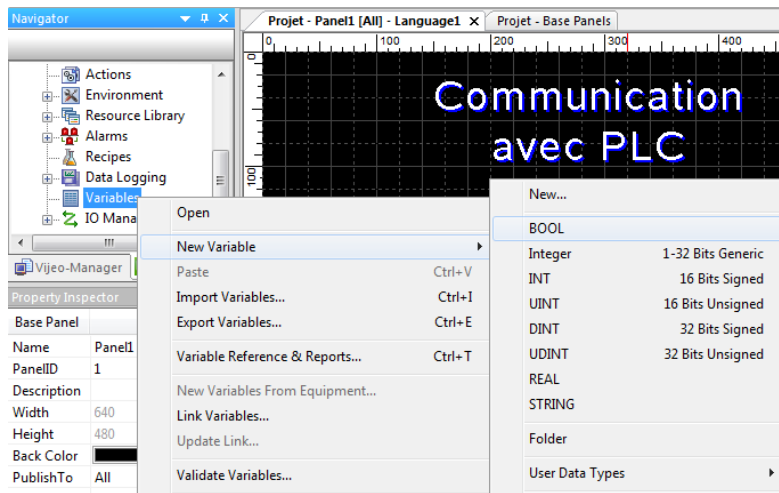 Navigator
Projet - Panel1 [All] - Language1
Projet - Base Panels
0 100 200 300 400
0
100
Communication
avec PLC
Actions
Environment
Resource Library
Alarms
Recipes
Data Logging
Variables
IO Mana
Vijeo-Manager
Property Inspector
Base Panel
Name Panel1
PanelID 1
Description
Width 640
Height 480
Back Color
PublishTo All
Open
New Variable
Paste Ctrl+V
Import Variables... Ctrl+I
Export Variables... Ctrl+E
Variable Reference & Reports... Ctrl+T
New Variables From Equipment...
Link Variables...
Update Link...
Validate Variables...
New...
BOOL
Integer 1-32 Bits Generic
INT 16 Bits Signed
UINT 16 Bits Unsigned
DINT 32 Bits Signed
UDINT 32 Bits Unsigned
REAL
STRING
Folder
User Data Types